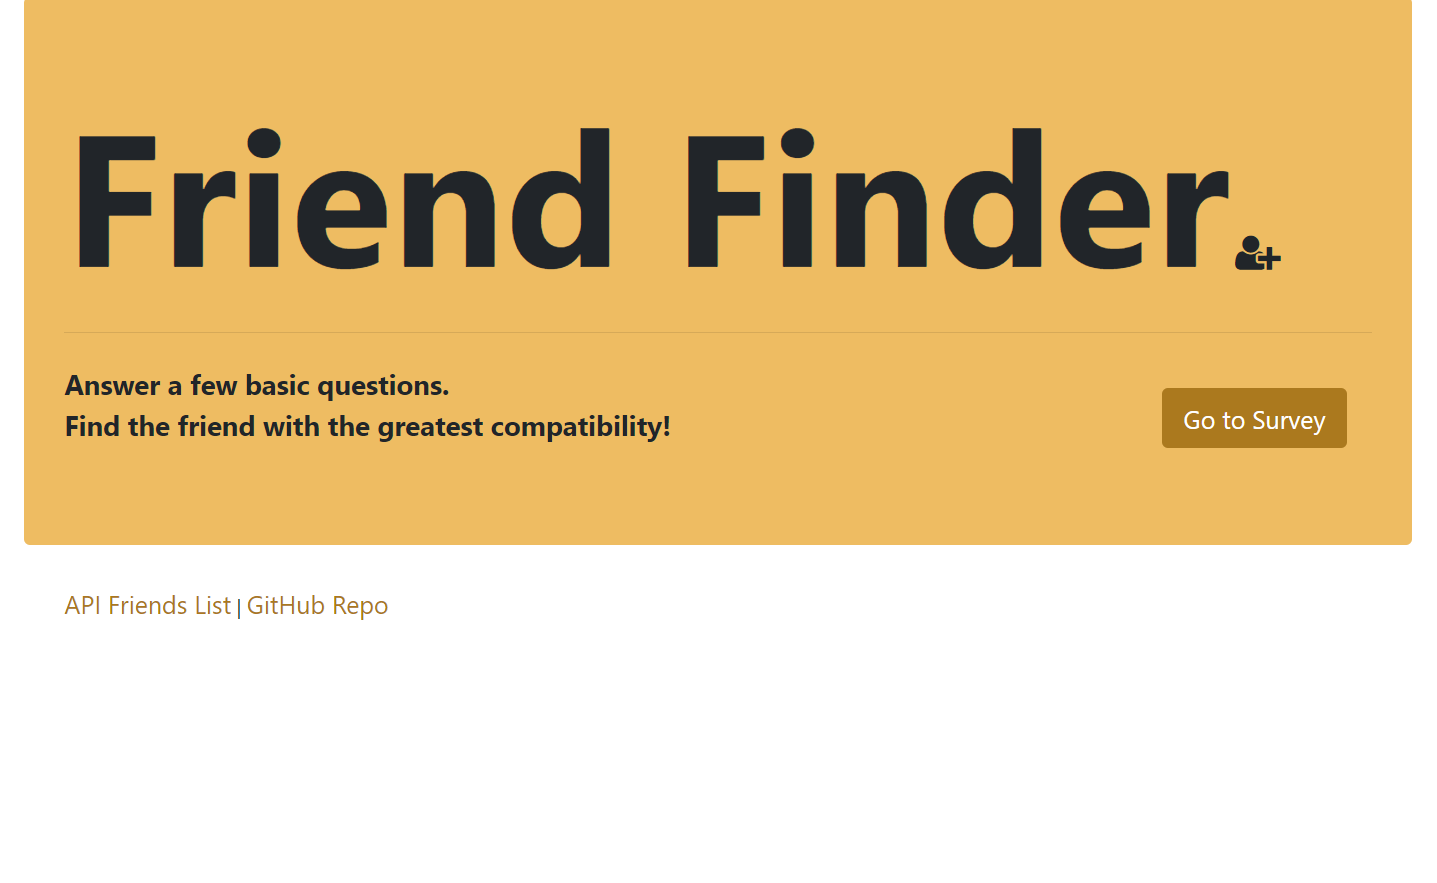 Friend Finder
Answer a few basic questions.
Find the friend with the greatest compatibility!
Go to Survey
API Friends List | GitHub Repo